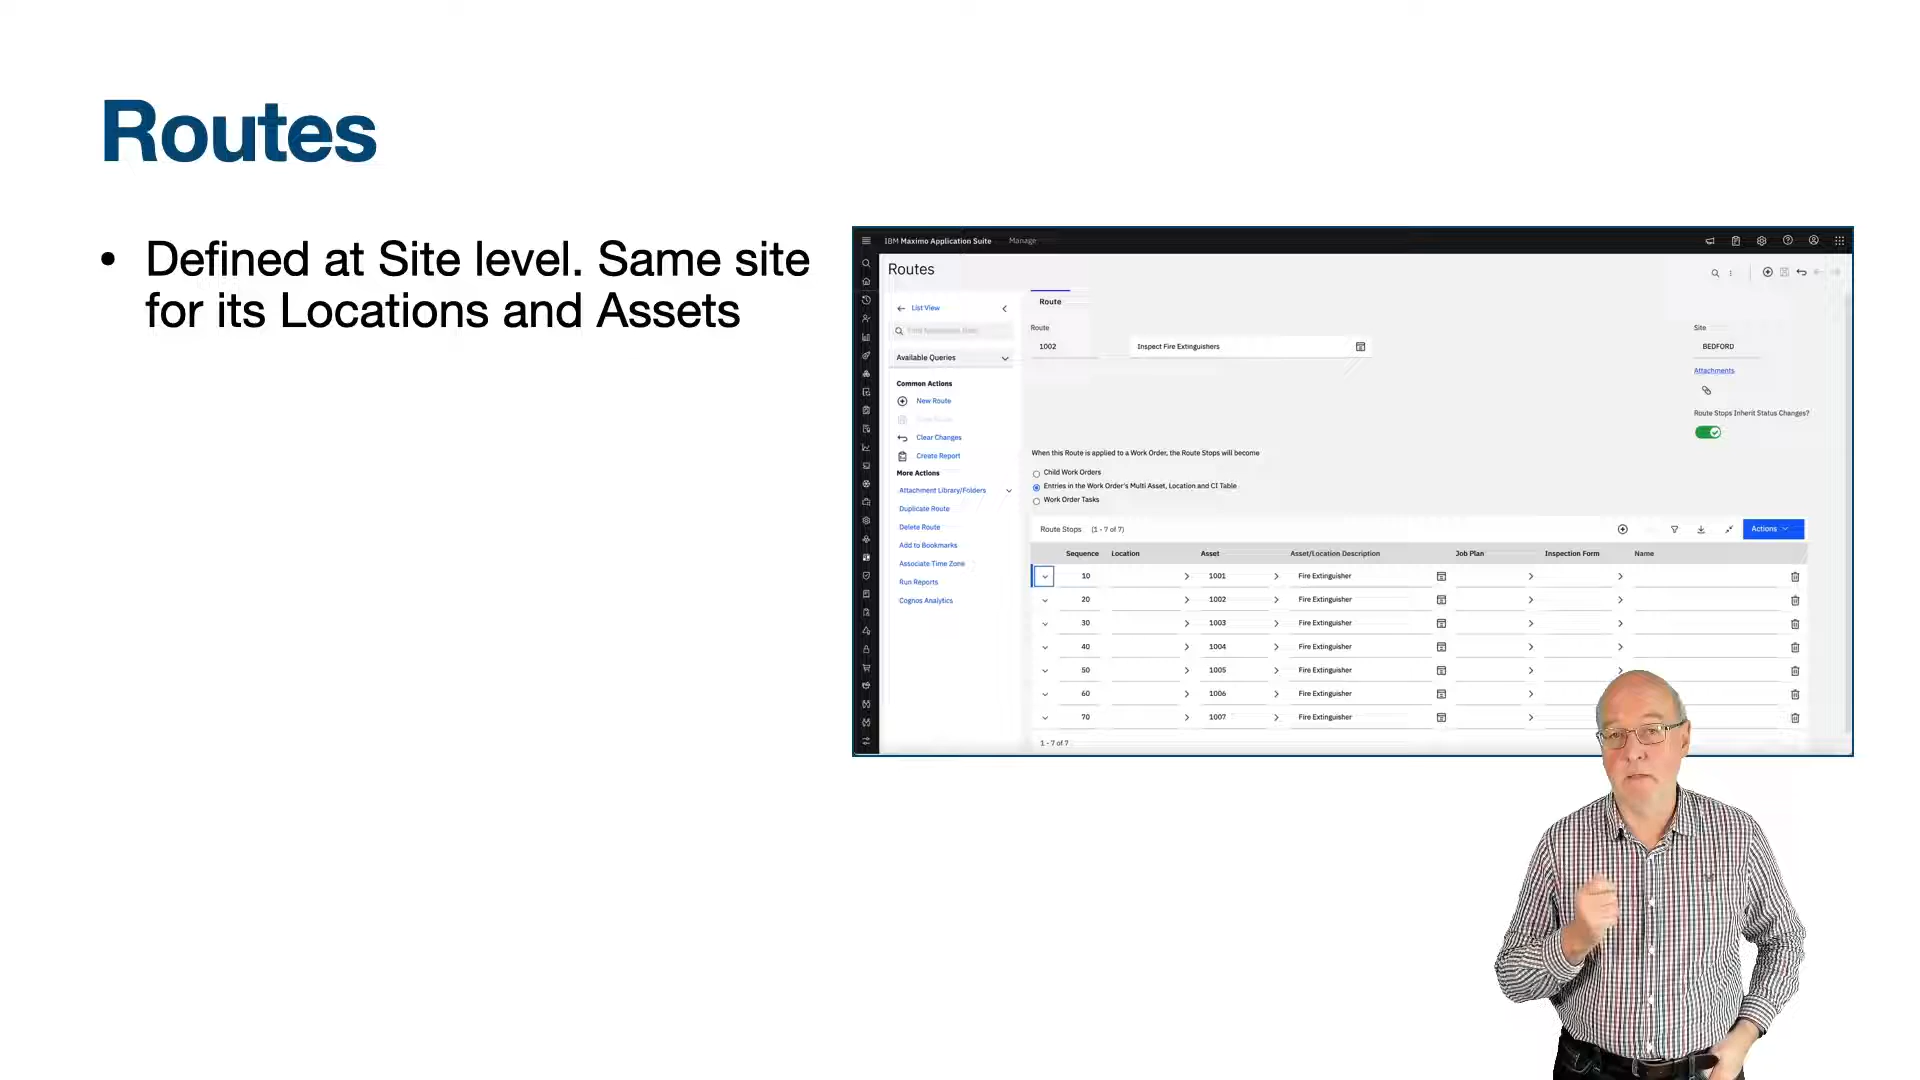 Routes
• Defined at Site level. Same site
for its Locations and Assets
IBM Maximo Application Suite Manage
Routes
List View
Available Queries
Common Actions
New Route
Clear Changes
Create Report
More Actions
Attachment Library/Folders
Duplicate Route
Delete Route
Add to Bookmarks
Associate Time Zone
Run Reports
Cognos Analytics
Route
Route
1002 Inspect Fire Extinguishers
Site
BEDFORD
Attachments
Route Stops Inherit Status Changes?
When this Route is applied to a Work Order, the Route Stops will become
Child Work Orders
Entries in the Work Order's Multi Asset, Location and CI Table
Work Order Tasks
Route Stops (1 - 7 of 7) Actions
Sequence Location Asset Asset/Location Description Job Plan Inspection Form Name
10 1001 Fire Extinguisher
20 1002 Fire Extinguisher
30 1003 Fire Extinguisher
40 1004 Fire Extinguisher
50 1005 Fire Extinguisher
60 1006 Fire Extinguisher
70 1007 Fire Extinguisher
1 - 7 of 7